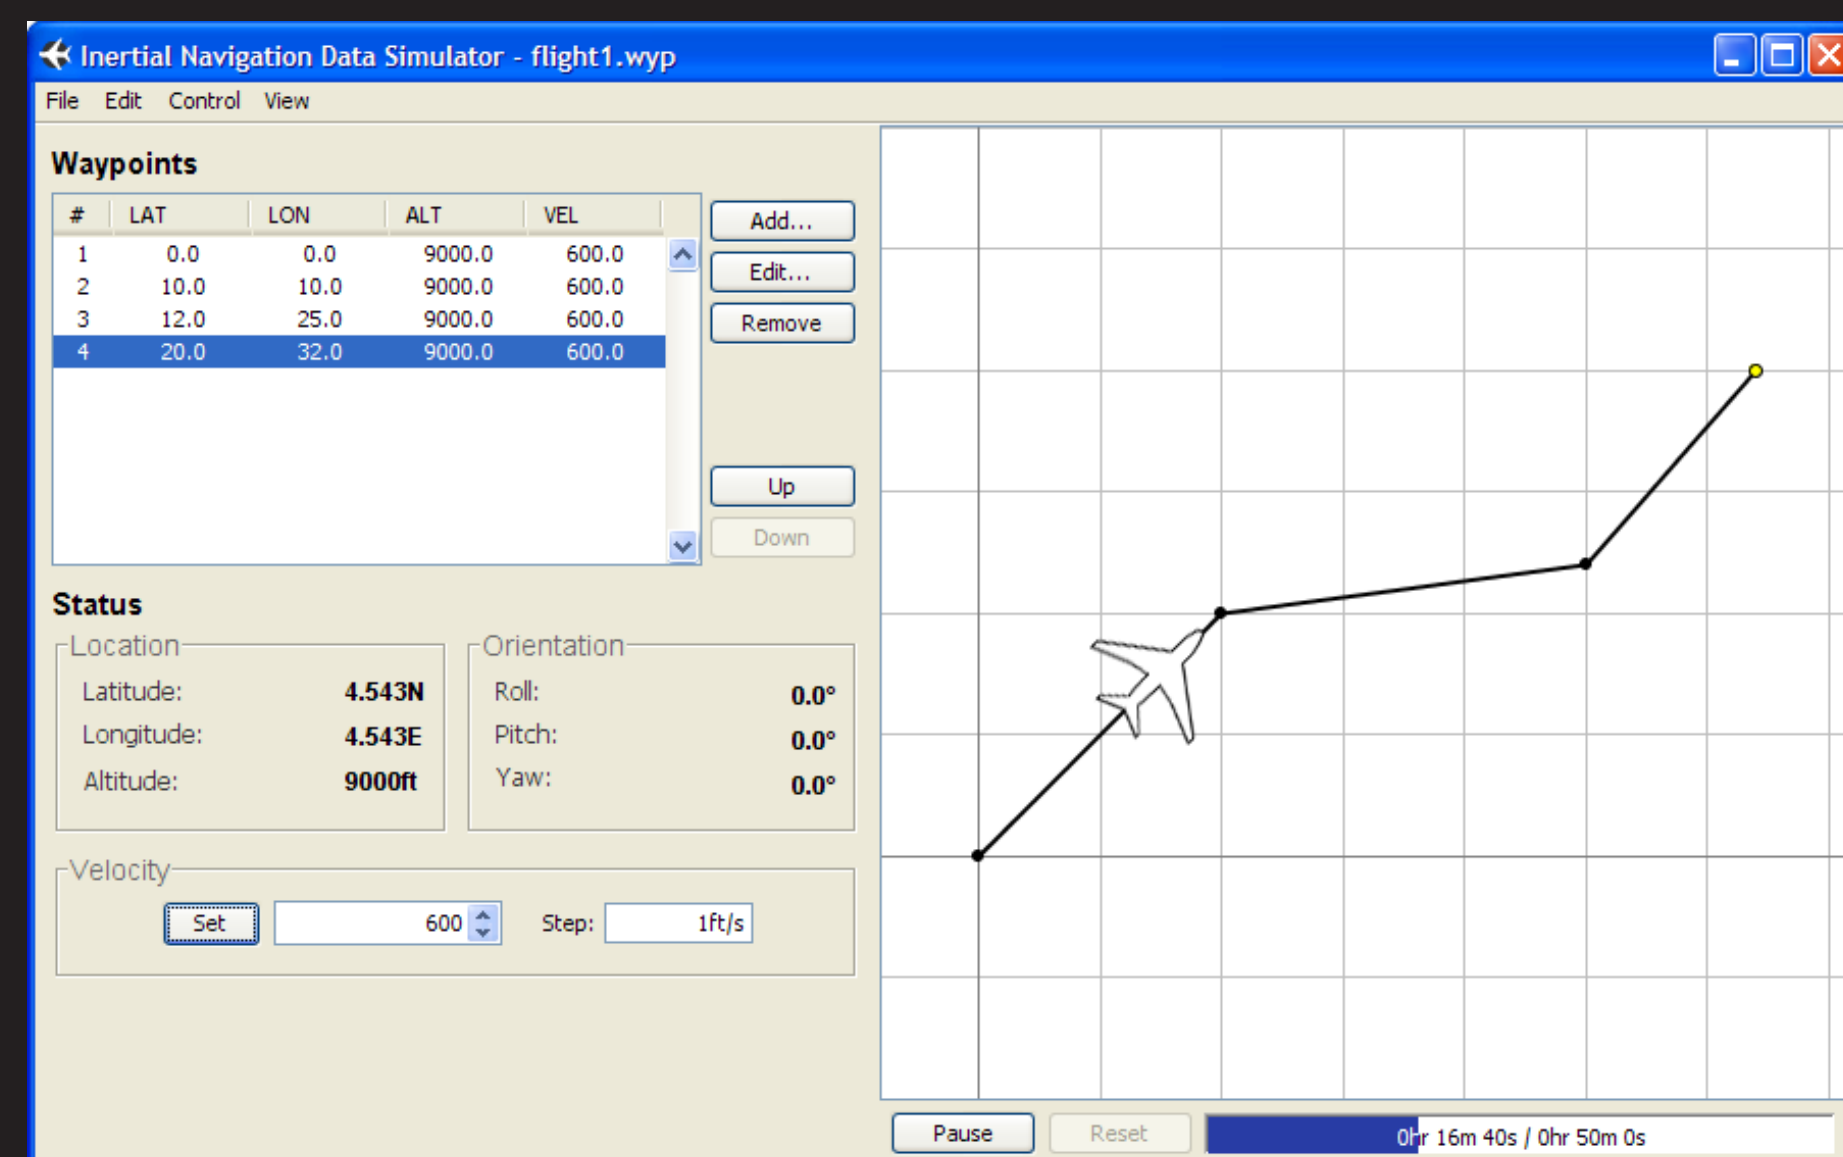 Inertial Navigation Data Simulator - flight1.wyp
File Edit Control View
Waypoints
# LAT LON ALT VEL
1 0.0 0.0 9000.0 600.0
2 10.0 10.0 9000.0 600.0
3 12.0 25.0 9000.0 600.0
4 20.0 32.0 9000.0 600.0
Add...
Edit...
Remove
Up
Down
Status
Location
Latitude: 4.543N
Longitude: 4.543E
Altitude: 9000ft
Orientation
Roll: 0.0°
Pitch: 0.0°
Yaw: 0.0°
Velocity
Set 600 Step: 1ft/s
Pause Reset 0hr 16m 40s / 0hr 50m 0s